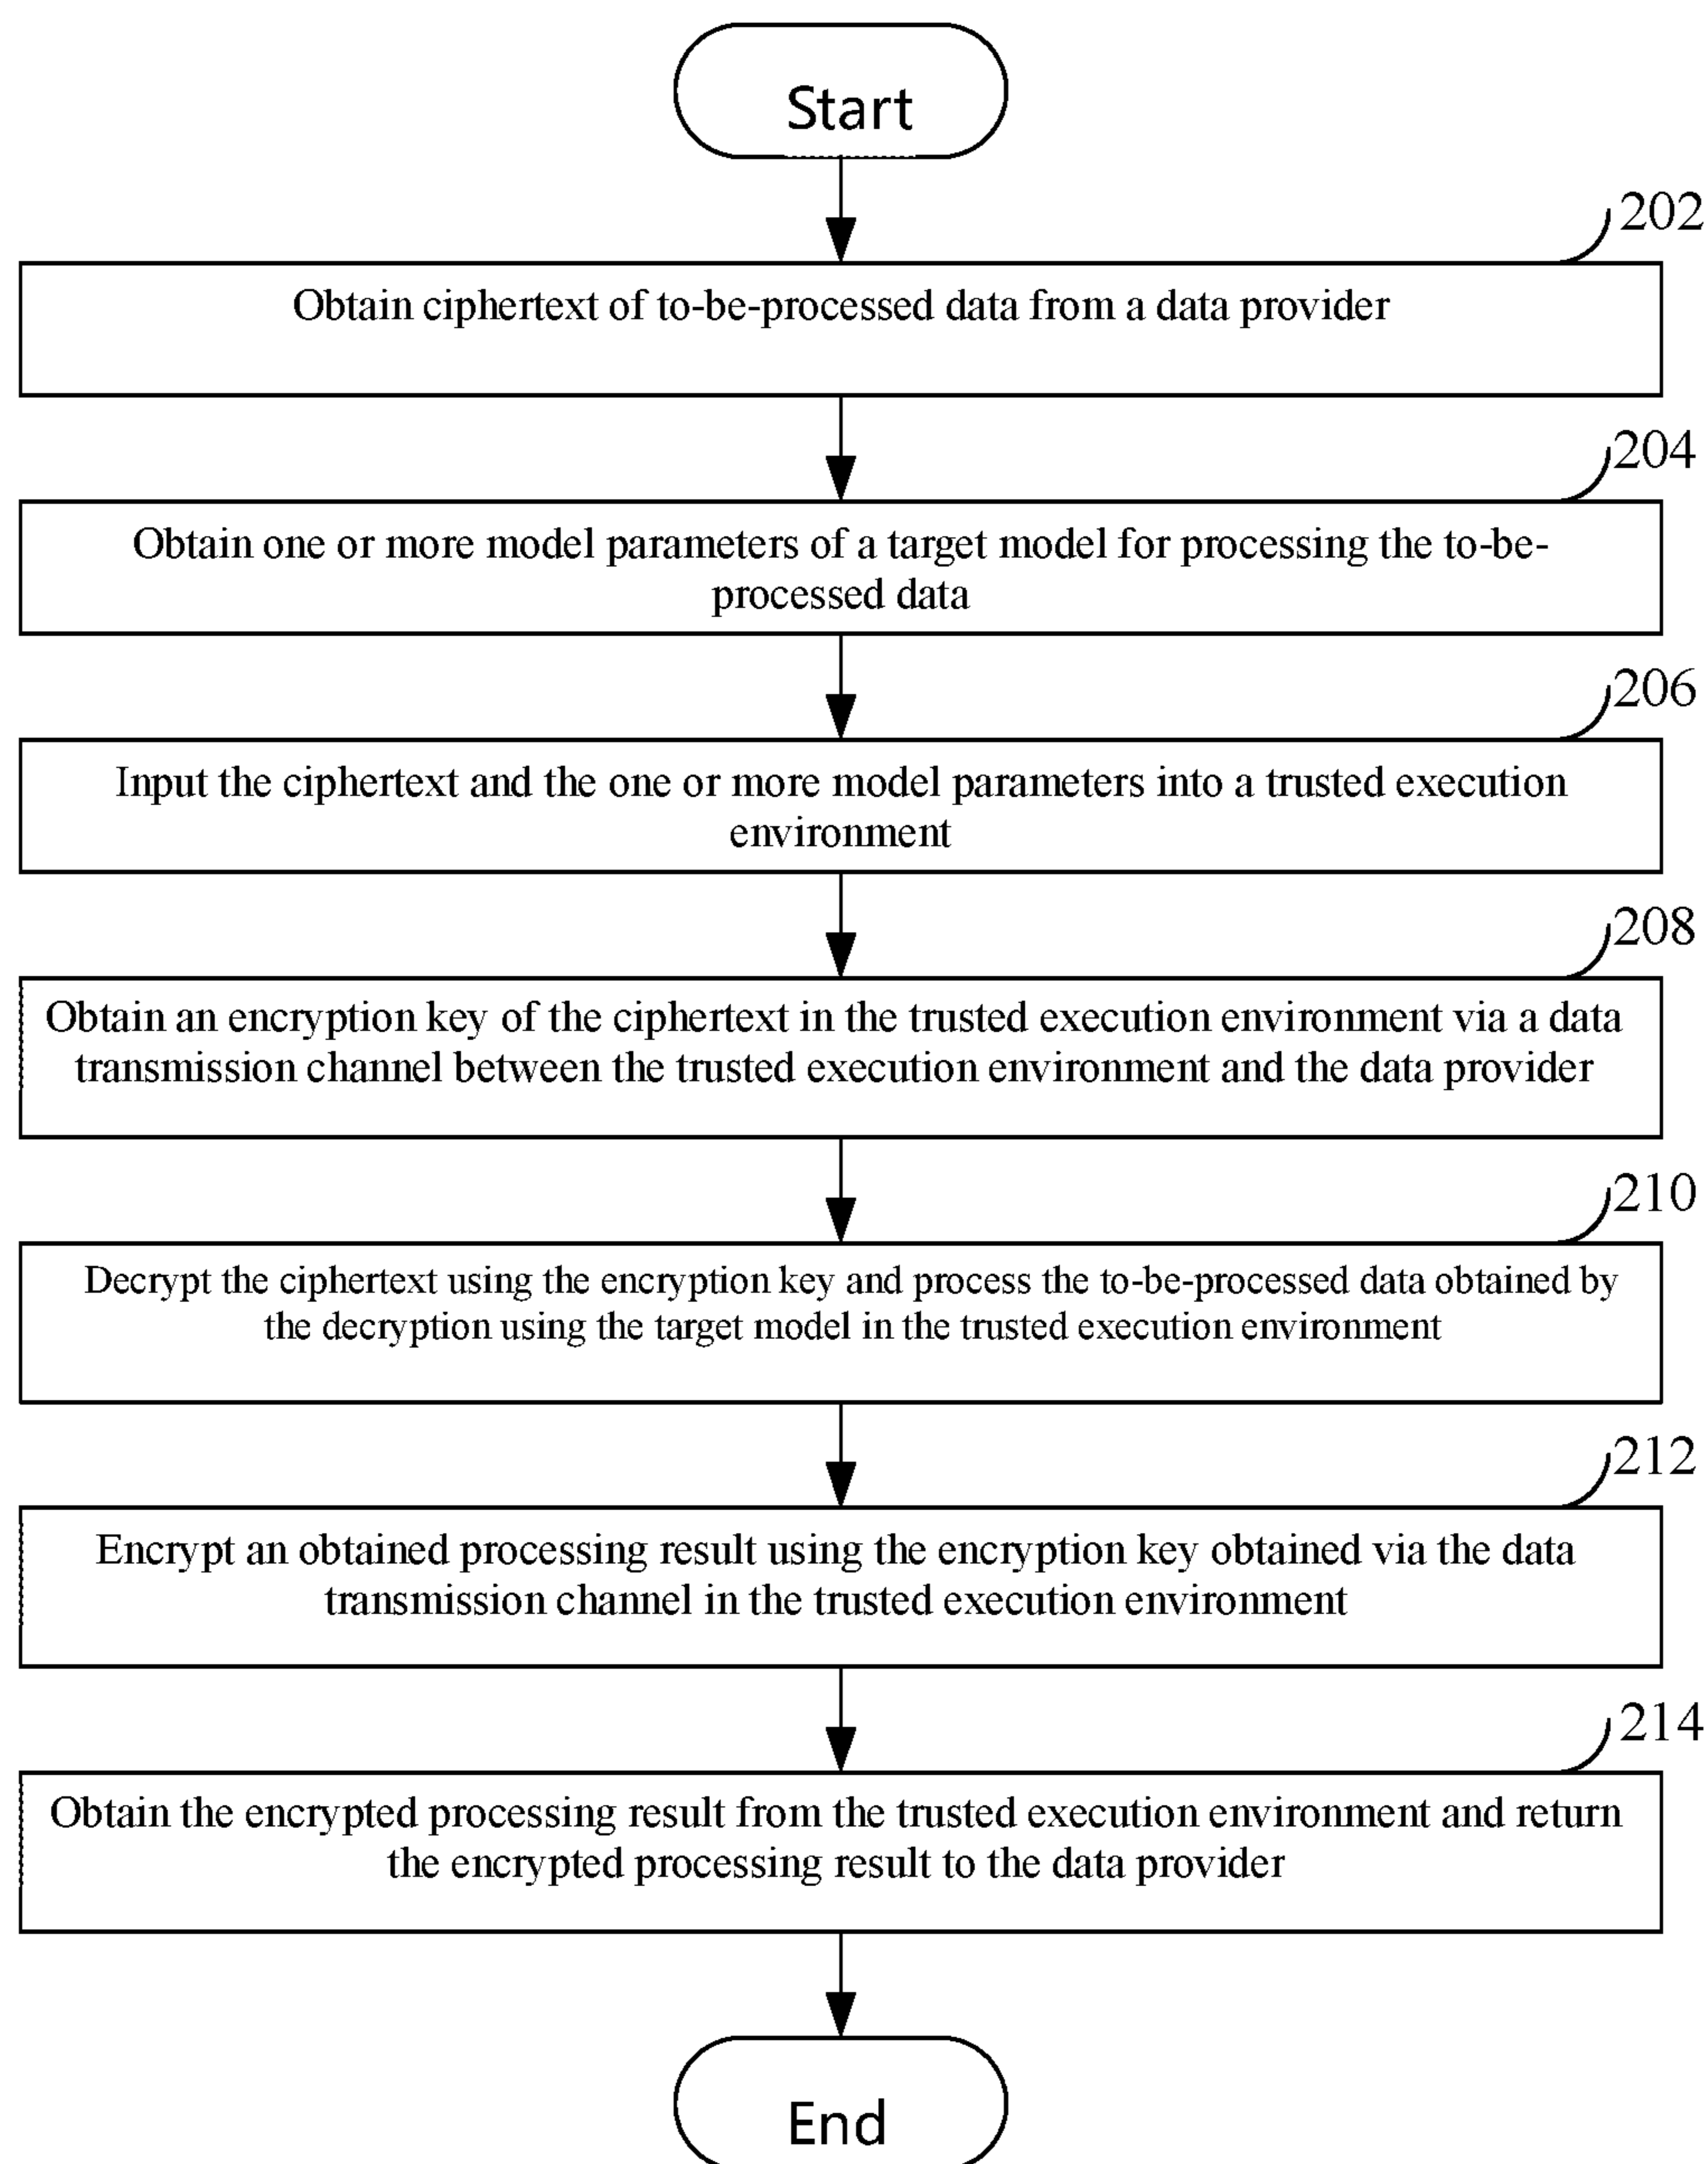 Start
202
Obtain ciphertext of to-be-processed data from a data provider
204
Obtain one or more model parameters of a target model for processing the to-be-
processed data
206
Input the ciphertext and the one or more model parameters into a trusted execution
environment
208
Obtain an encryption key of the ciphertext in the trusted execution environment via a data
transmission channel between the trusted execution environment and the data provider
210
Decrypt the ciphertext using the encryption key and process the to-be-processed data obtained by
the decryption using the target model in the trusted execution environment
212
Encrypt an obtained processing result using the encryption key obtained via the data
transmission channel in the trusted execution environment
214
Obtain the encrypted processing result from the trusted execution environment and return
the encrypted processing result to the data provider
End